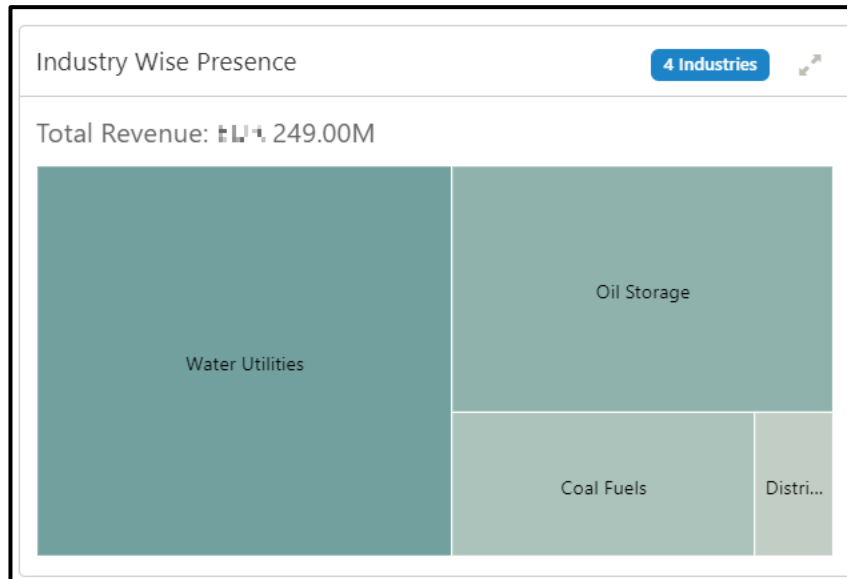 Industry Wise Presence
4 Industries
Total Revenue: 249.00M
Oil Storage
Water Utilities
Coal Fuels
Distri...